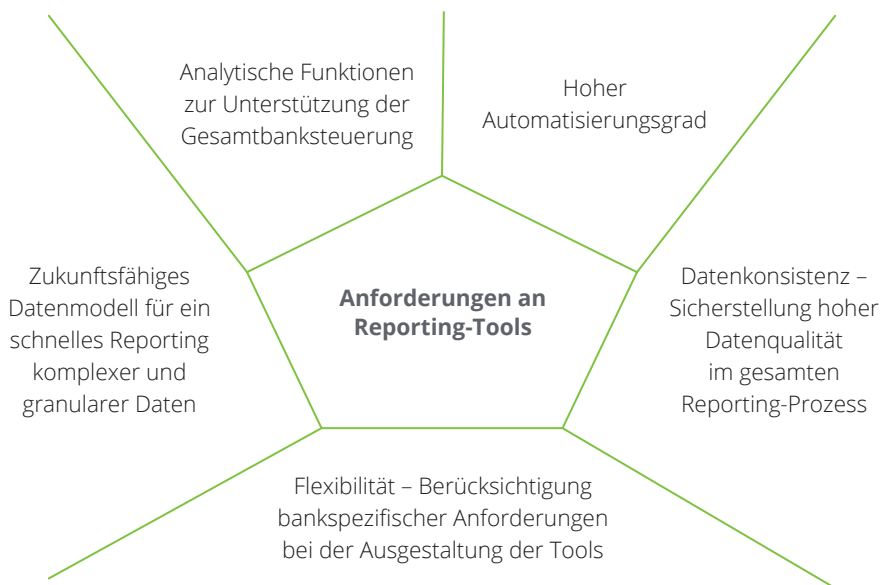 Analytische Funktionen
zur Unterstützung der
Gesamtbanksteuerung
Hoher
Automatisierungsgrad
Zukunftsfähiges
Datenmodell für ein
schnelles Reporting
komplexer und
granularer Daten
Anforderungen an
Reporting-Tools
Datenkonsistenz –
Sicherstellung hoher
Datenqualität
im gesamten
Reporting-Prozess
Flexibilität – Berücksichtigung
bankspezifischer Anforderungen
bei der Ausgestaltung der Tools